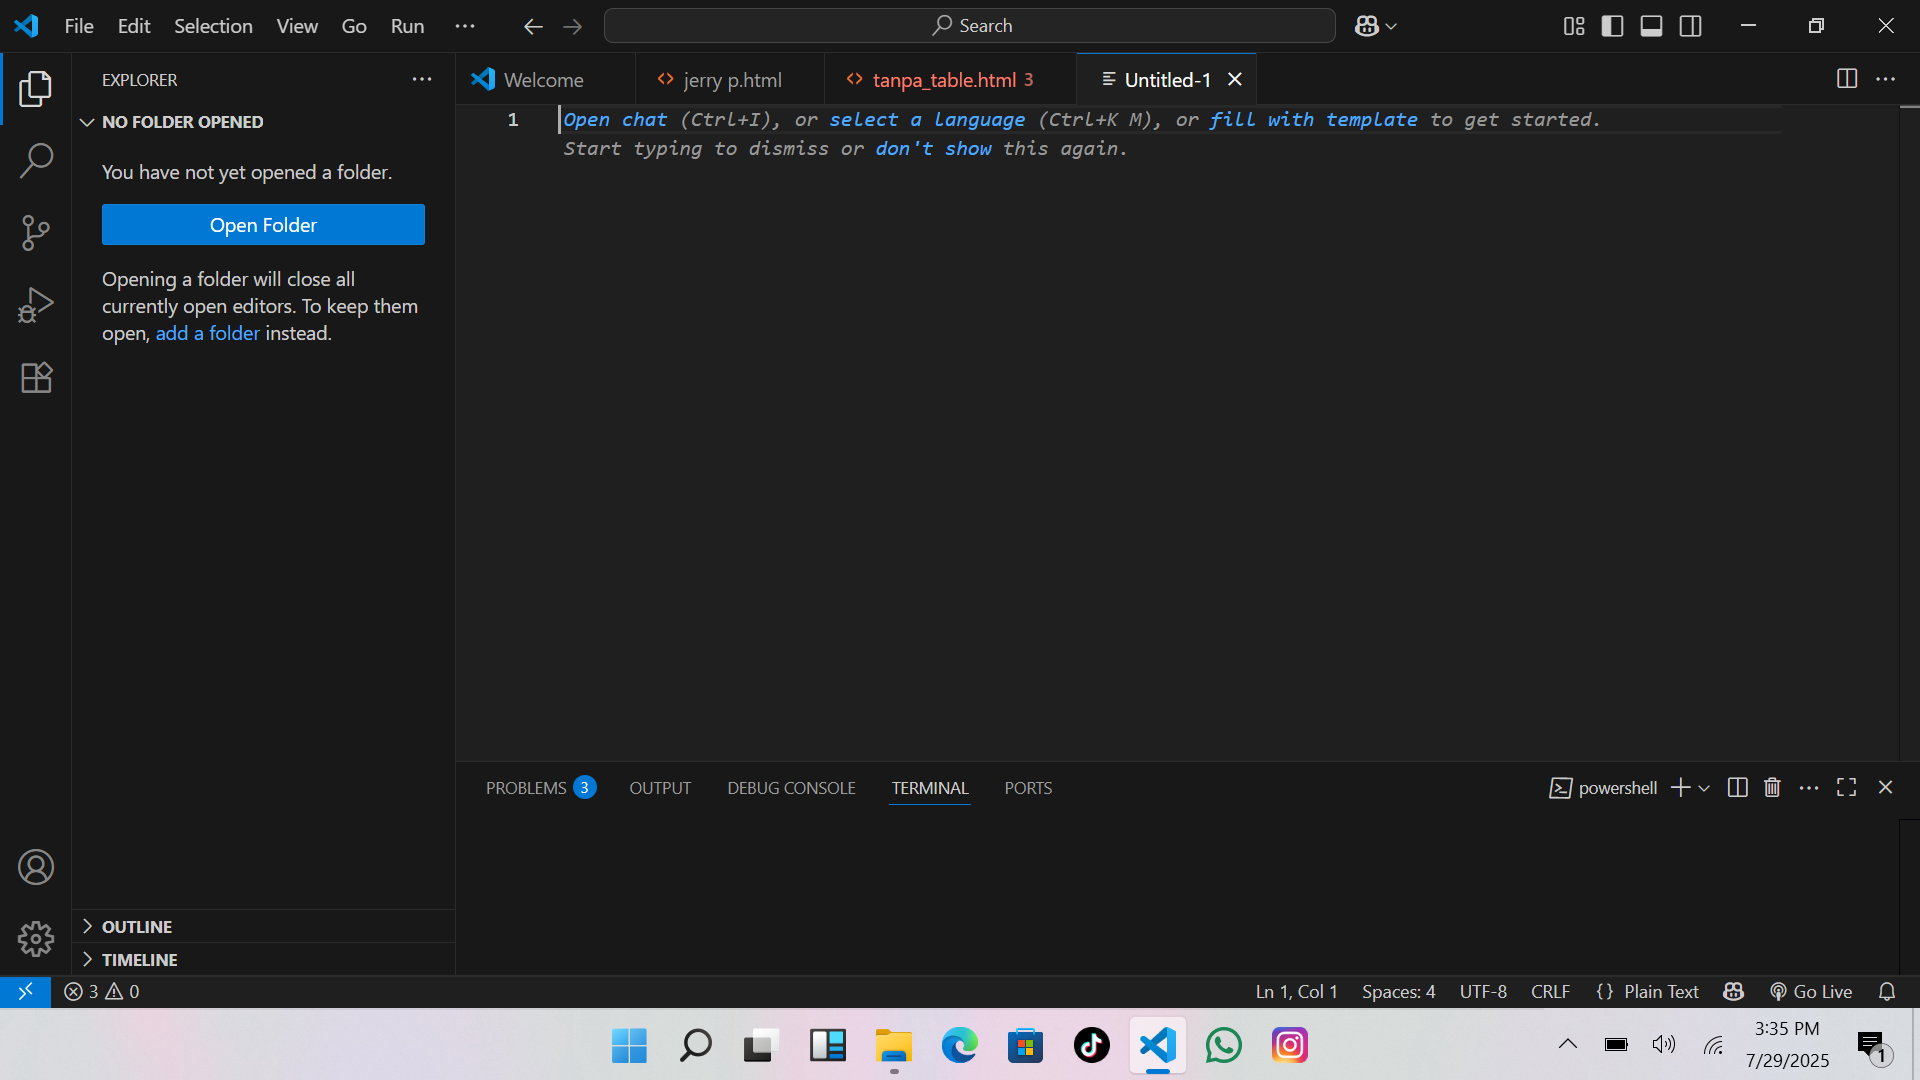 File Edit Selection View Go Run ... Search
EXPLORER ...
Welcome jerry p.html tanpa_table.html 3 Untitled-1
NO FOLDER OPENED
1 Open chat (Ctrl+I), or select a language (Ctrl+K M), or fill with template to get started.
Start typing to dismiss or don't show this again.
You have not yet opened a folder.
Open Folder
Opening a folder will close all
currently open editors. To keep them
open, add a folder instead.
PROBLEMS 3 OUTPUT DEBUG CONSOLE TERMINAL PORTS powershell
OUTLINE
TIMELINE
3 0 Ln 1, Col 1 Spaces: 4 UTF-8 CRLF {} Plain Text Go Live
3:35 PM
7/29/2025
1